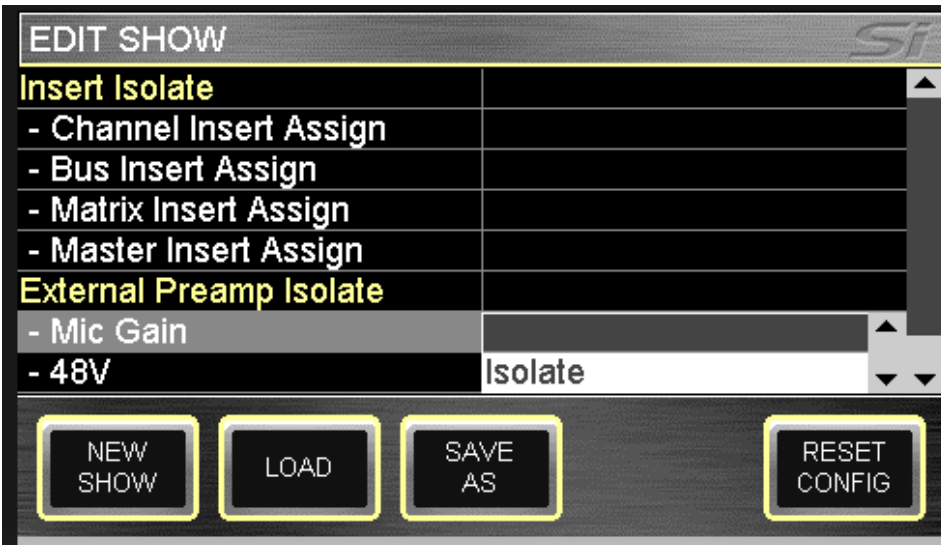 EDIT SHOW
Si
Insert Isolate
- Channel Insert Assign
- Bus Insert Assign
- Matrix Insert Assign
- Master Insert Assign
External Preamp Isolate
- Mic Gain
- 48V
Isolate
NEW
SHOW
LOAD
SAVE
AS
RESET
CONFIG